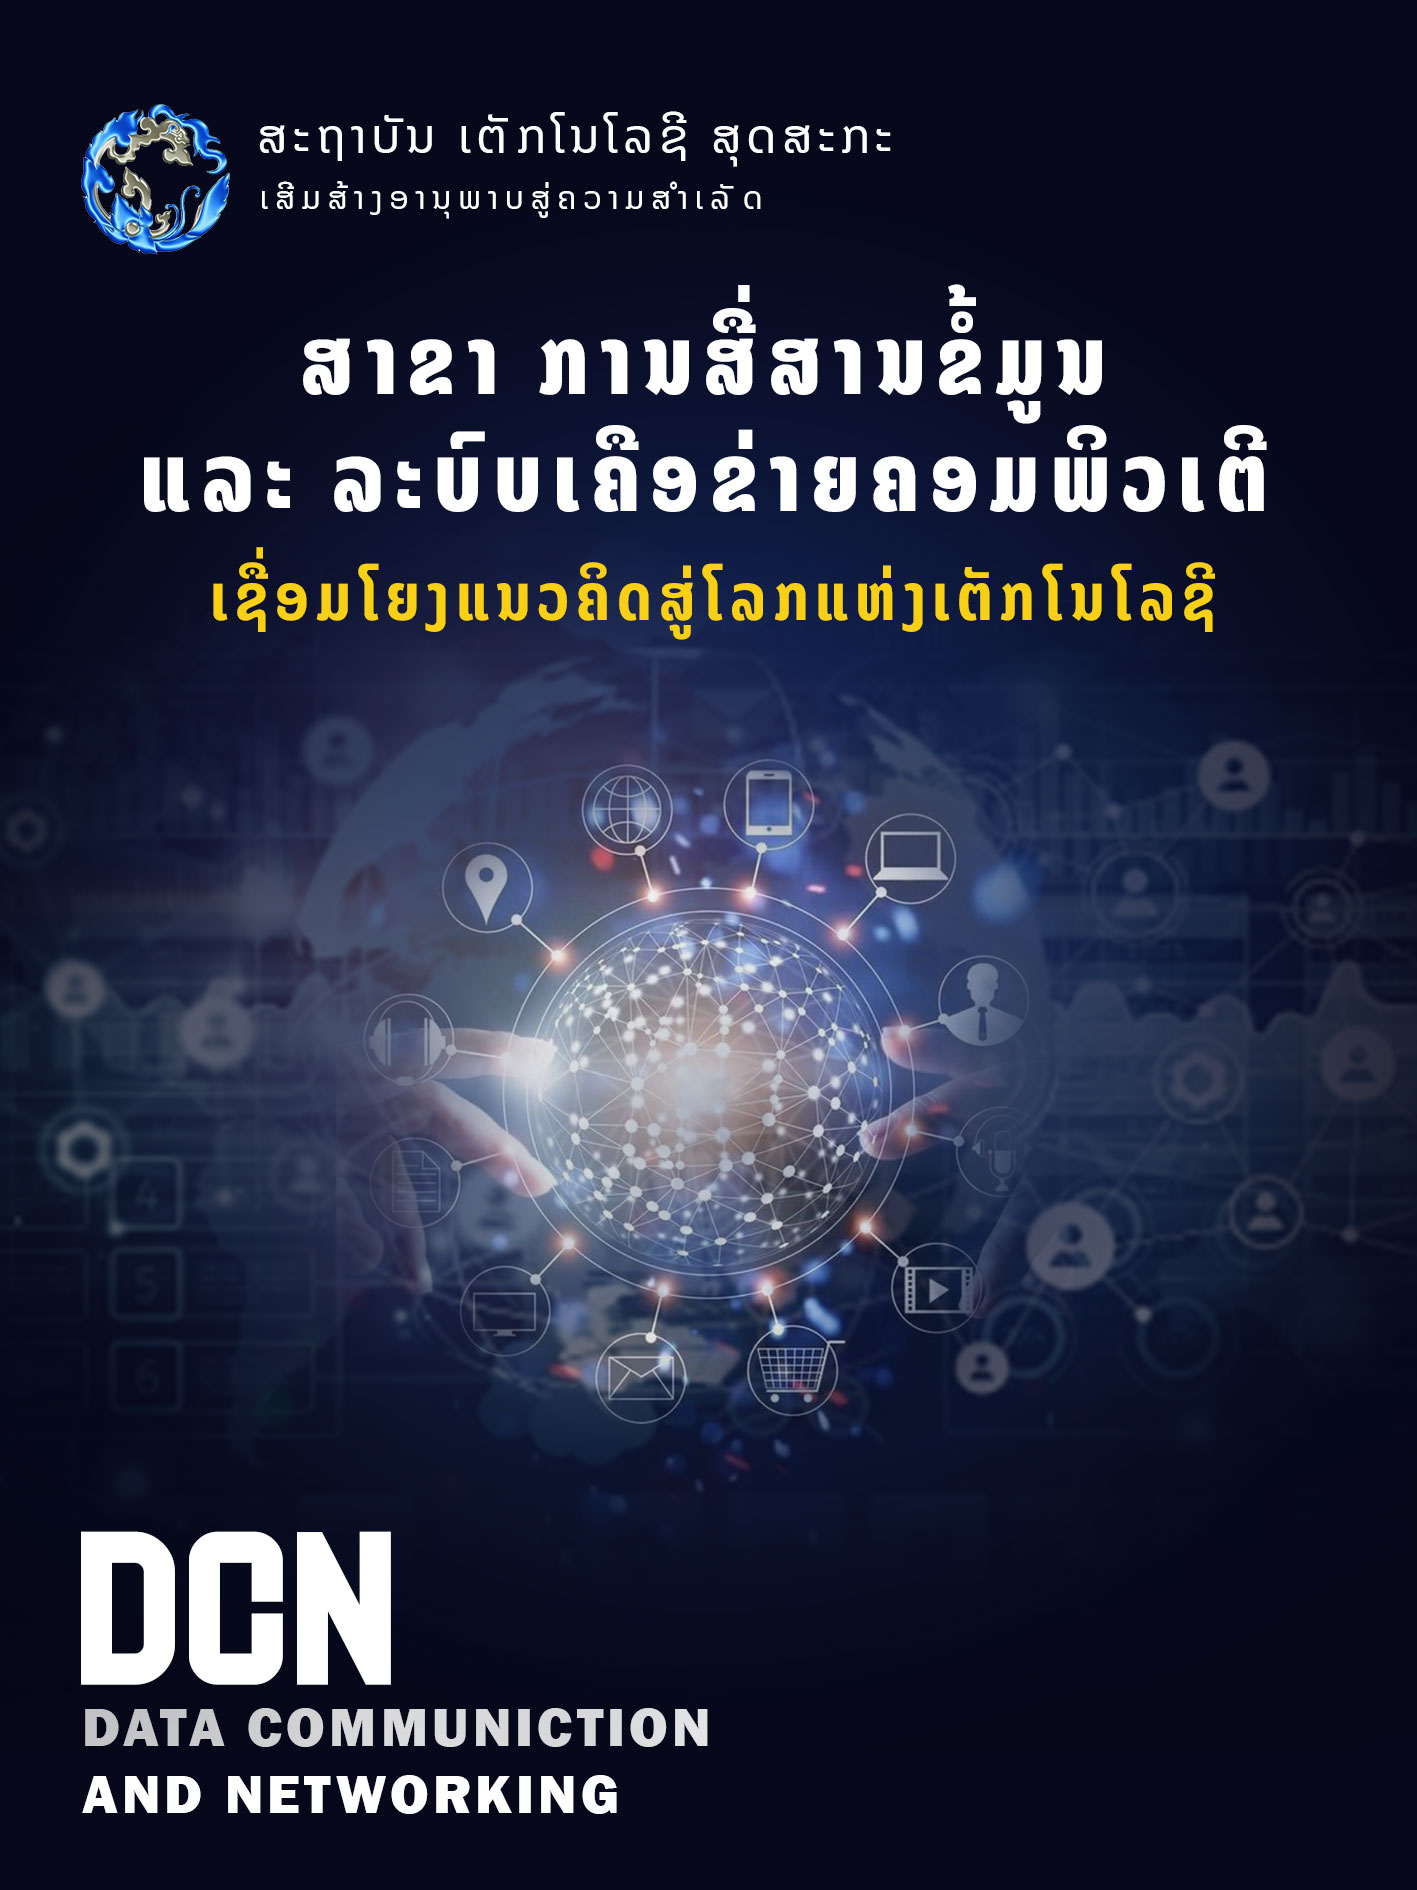 ສະຖາບັນ ເຕັກໂນໂລຊີ ສຸດສະກະ
ເສີມສ້າງອານຸພາບສູ່ຄວາມສຳເລັດ
ສາຂາ ການສື່ສານຂໍ້ມູນ
ແລະ ລະບົບເຄືອຂ່າຍຄອມພິວເຕີ
ເຊື່ອມໂຍງແນວຄິດສູ່ໂລກແຫ່ງເຕັກໂນໂລຊີ
4
5
6
DCN
DATA COMMUNICTION
AND NETWORKING